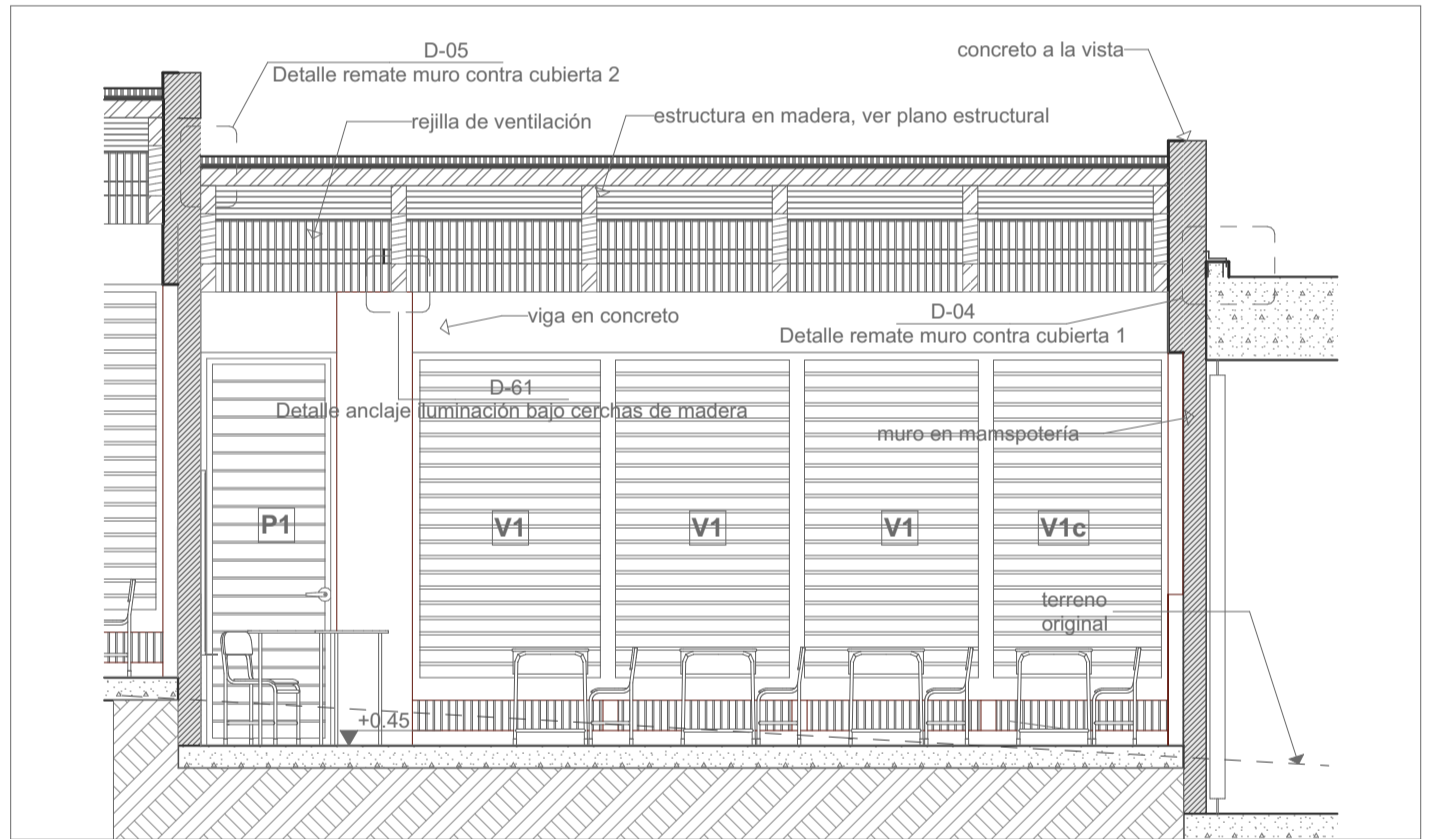 D-05
Detalle remate muro contra cubierta 2
concreto a la vista
rejilla de ventilación
estructura en madera, ver plano estructural
viga en concreto
D-04
Detalle remate muro contra cubierta 1
D-61
Detalle anclaje iluminación bajo cerchas de madera
muro en mamspotería
P1
V1
V1
V1
V1c
terreno
original
+0.45